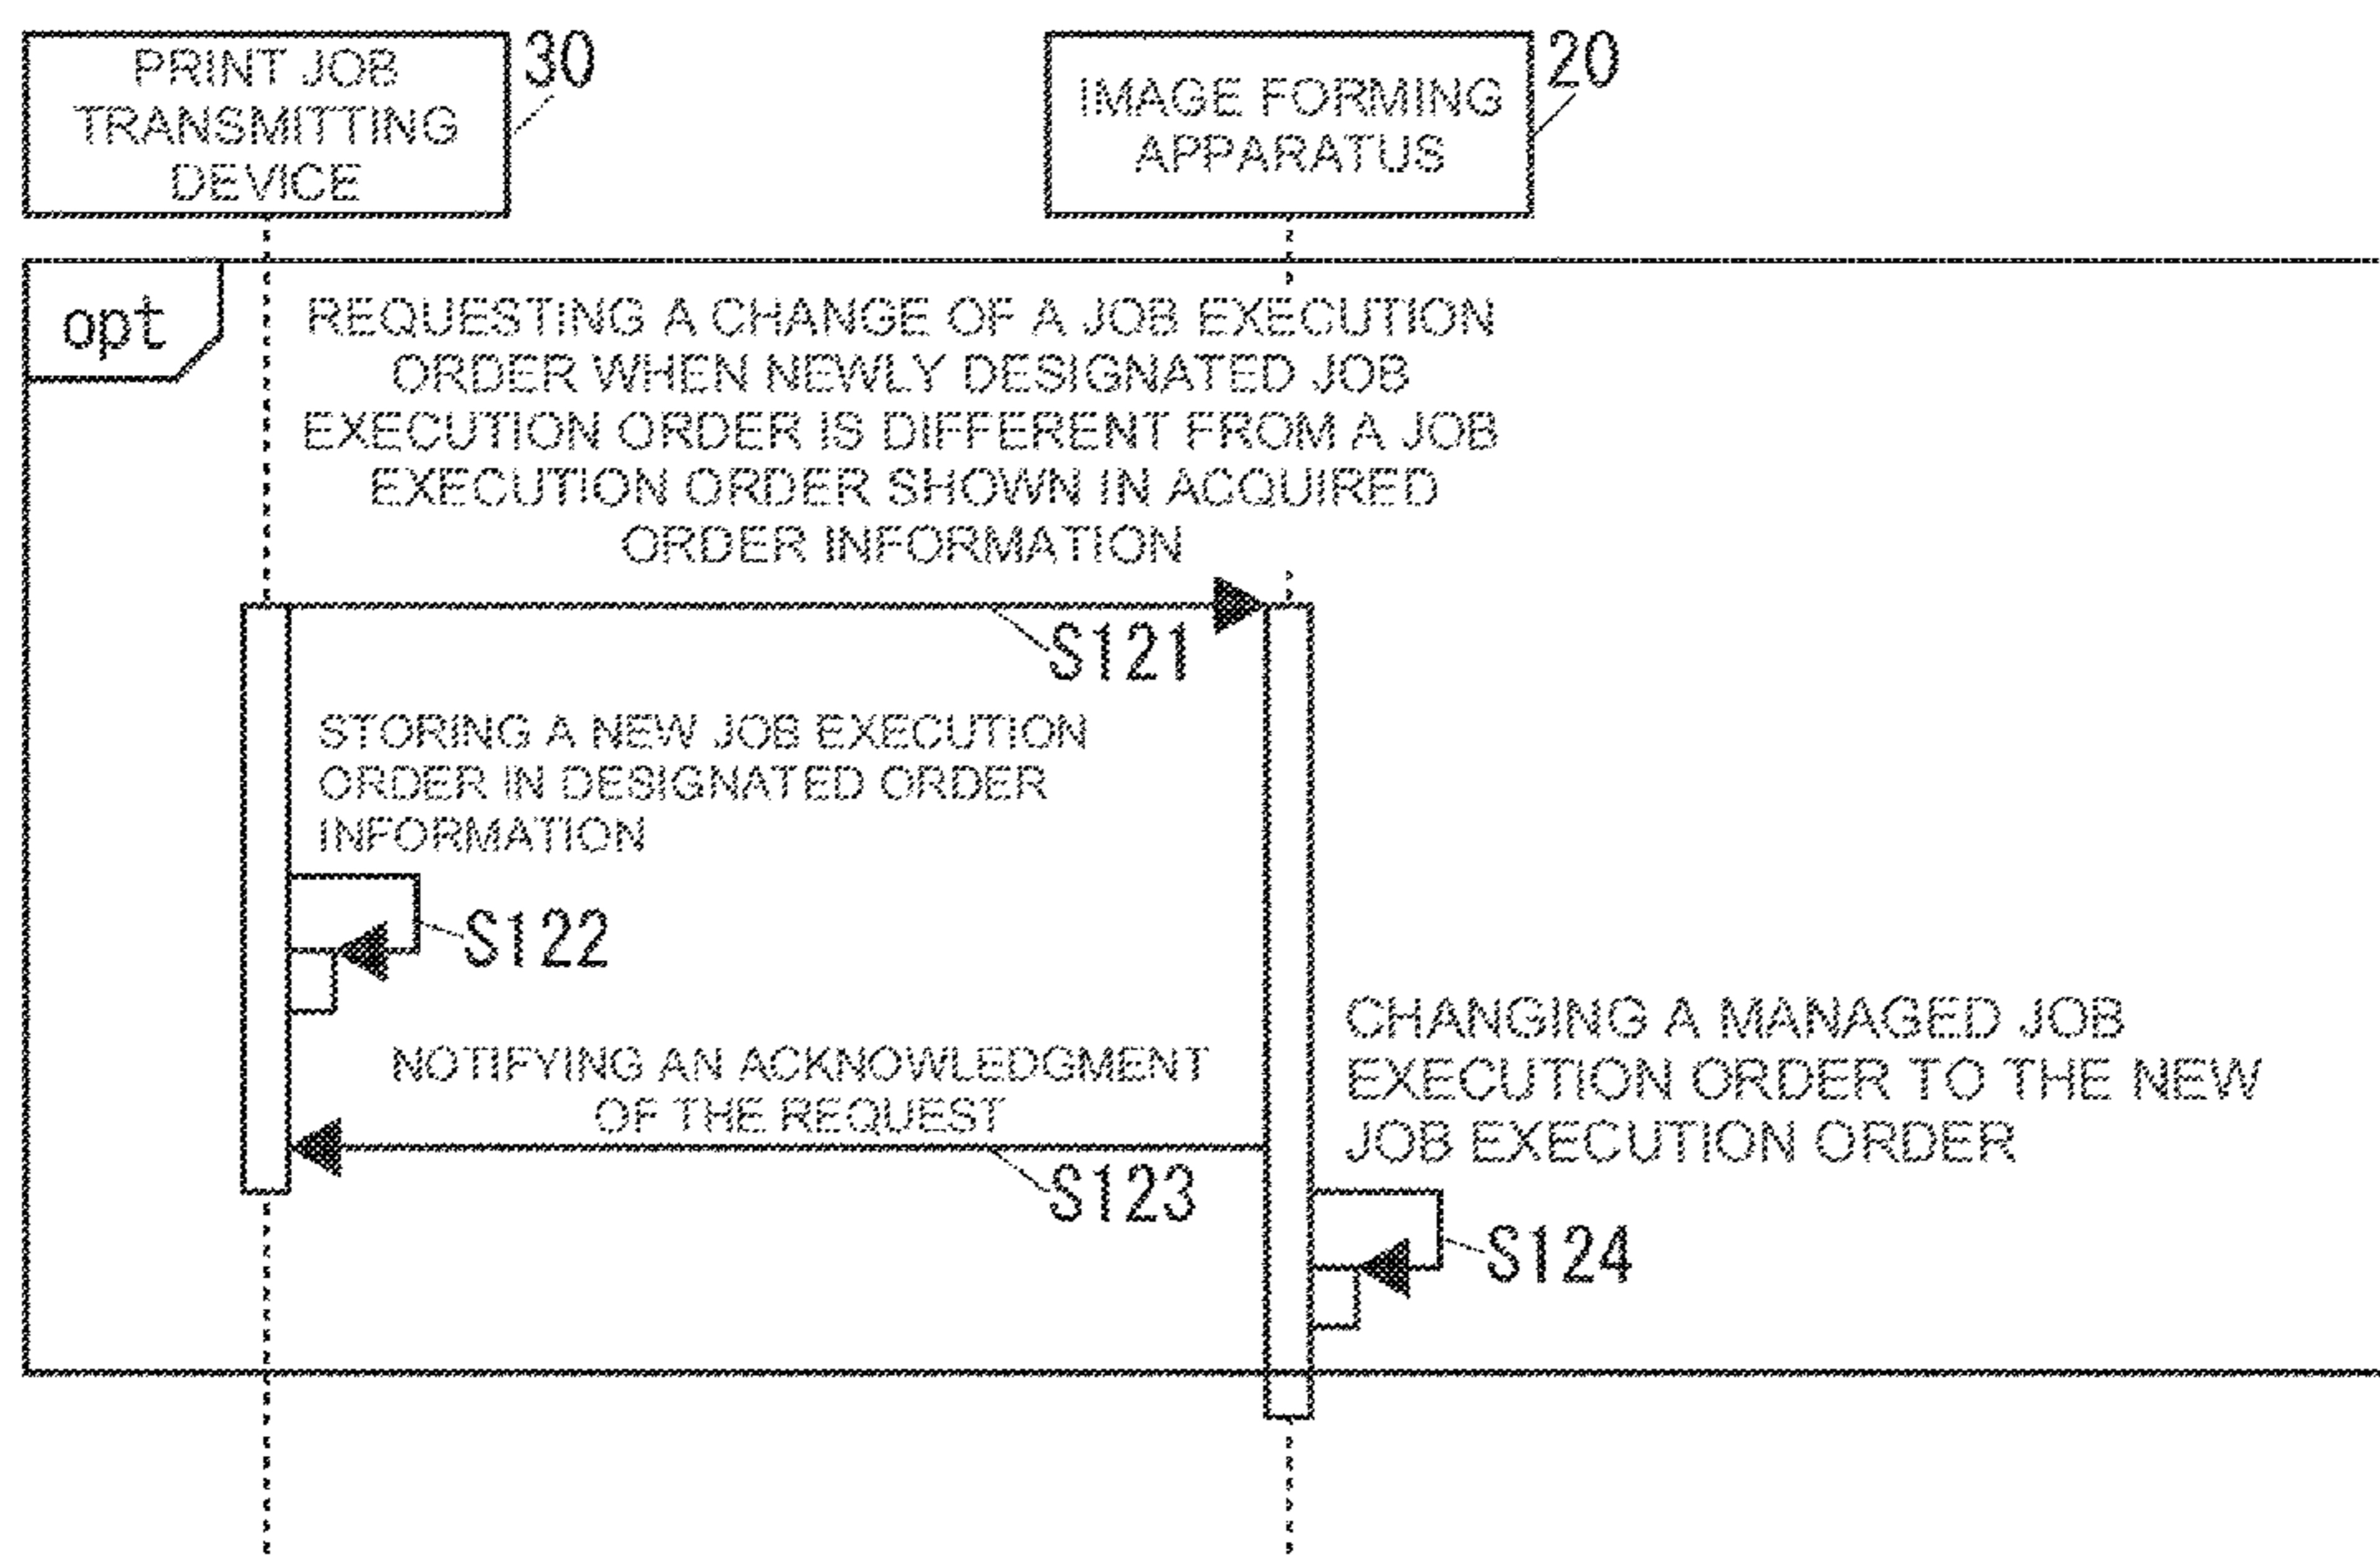 PRINT JOB
TRANSMITTING
DEVICE
30
IMAGE FORMING
APPARATUS
20
opt
REQUESTING A CHANGE OF A JOB EXECUTION
ORDER WHEN NEWLY DESIGNATED JOB
EXECUTION ORDER IS DIFFERENT FROM A JOB
EXECUTION ORDER SHOWN IN ACQUIRED
ORDER INFORMATION
S121
STORING A NEW JOB EXECUTION
ORDER IN DESIGNATED ORDER
INFORMATION
S122
NOTIFYING AN ACKNOWLEDGMENT
OF THE REQUEST
S123
CHANGING A MANAGED JOB
EXECUTION ORDER TO THE NEW
JOB EXECUTION ORDER
S124